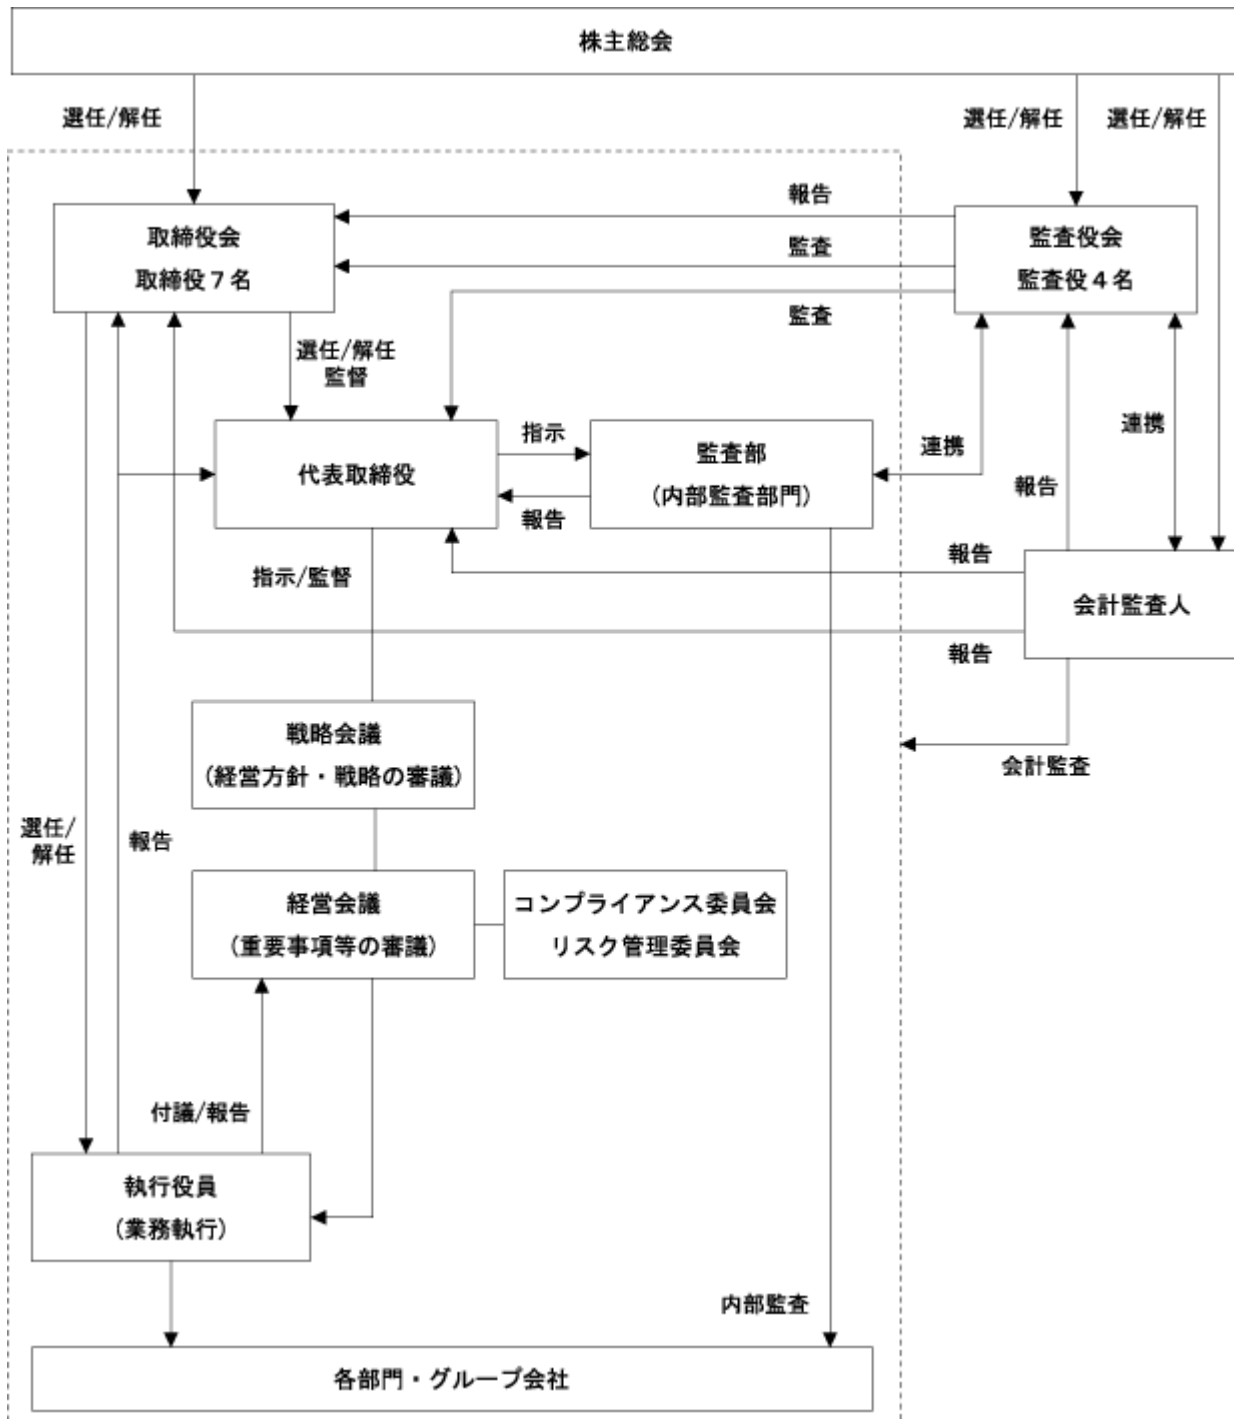 株主総会
選任/解任
選任/解任
選任/解任
取締役会
取締役７名
報告
監査
監査
監査役会
監査役４名
選任/解任
監督
代表取締役
指示
報告
監査部
（内部監査部門）
連携
連携
報告
指示/監督
報告
会計監査人
報告
会計監査
戦略会議
（経営方針・戦略の審議）
選任/
解任
報告
経営会議
（重要事項等の審議）
コンプライアンス委員会
リスク管理委員会
付議/報告
執行役員
（業務執行）
内部監査
各部門・グループ会社